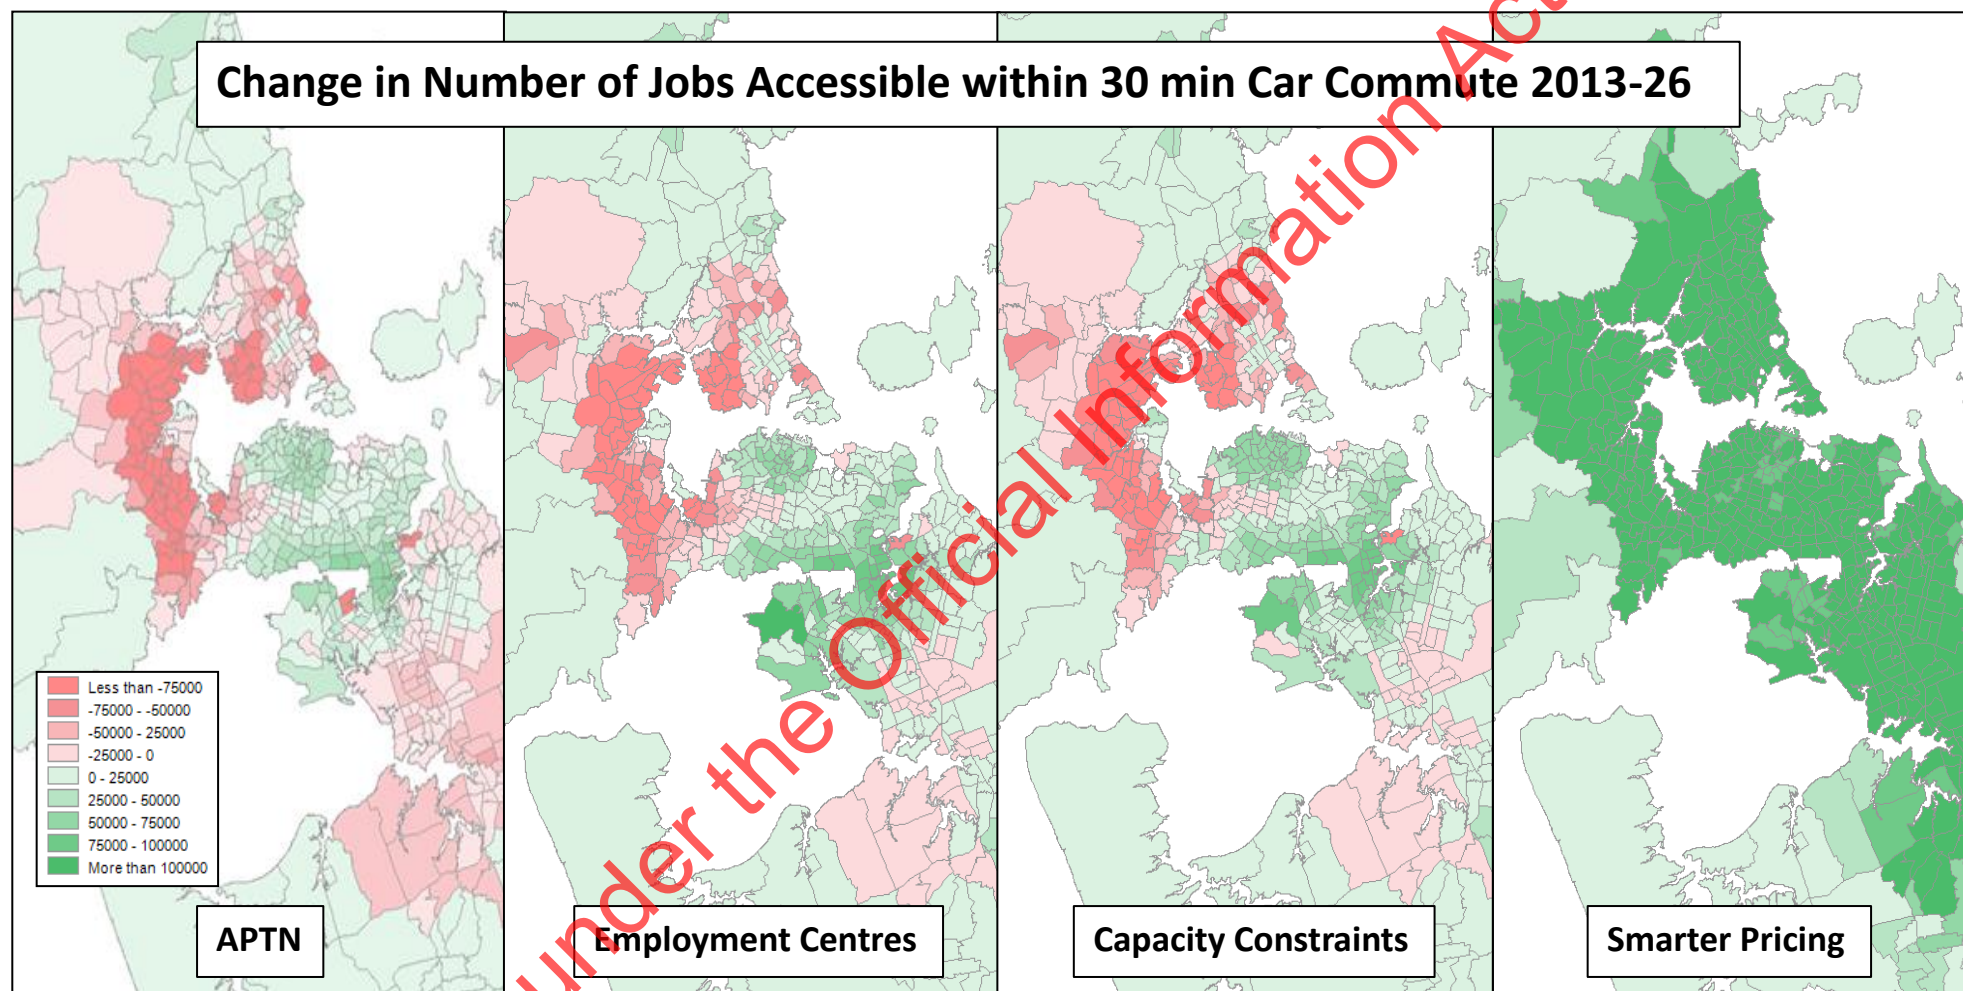 Change in Number of Jobs Accessible within 30 min Car Commute 2013-26
Less than -75000
-75000 - -50000
-50000 - 25000
-25000 - 0
0 - 25000
25000 - 50000
50000 - 75000
75000 - 100000
More than 100000
APTN
Employment Centres
Capacity Constraints
Smarter Pricing
under the Official Information Act